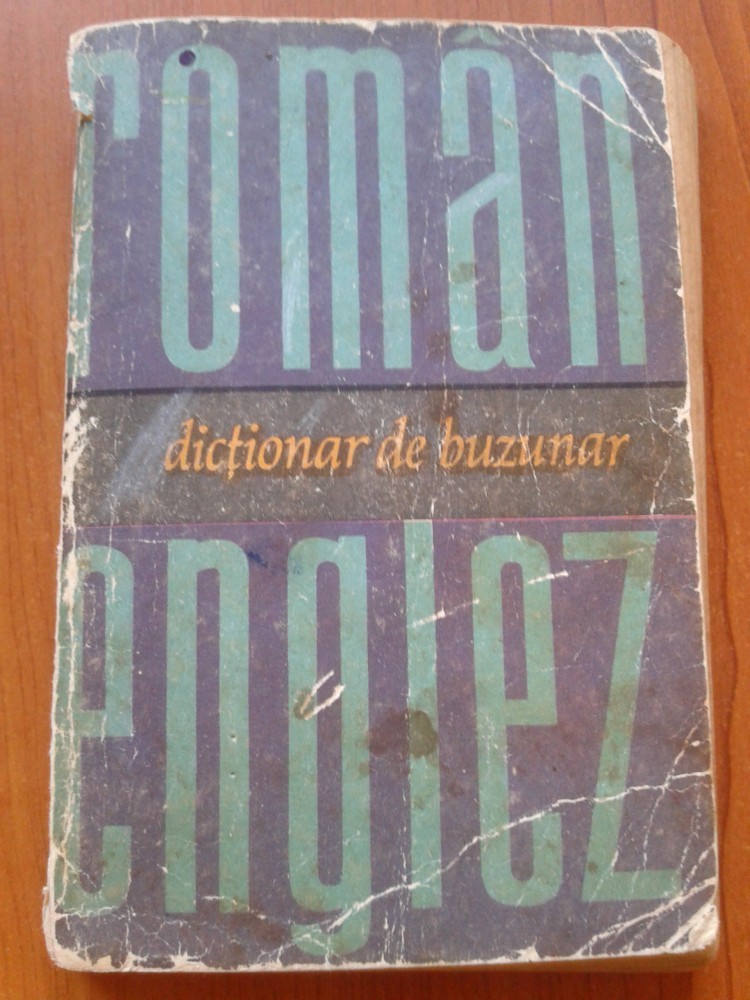 român
dicționar de buzunar
englez